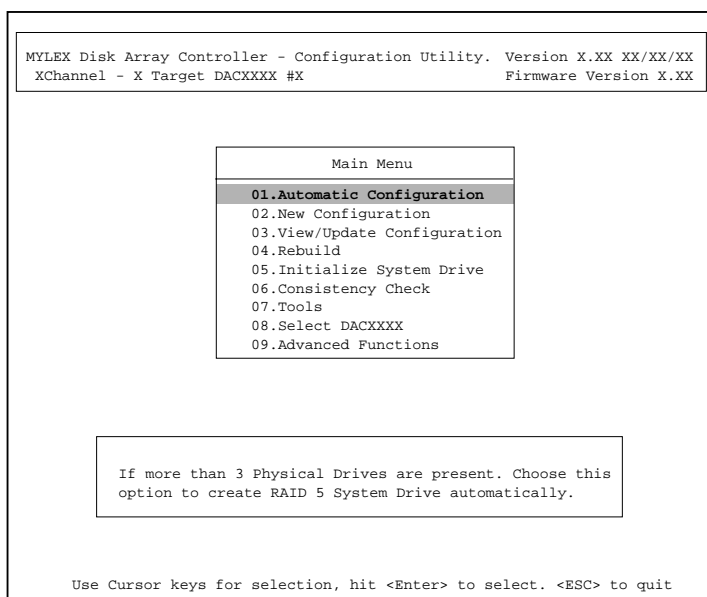 MYLEX Disk Array Controller - Configuration Utility. Version X.XX XX/XX/XX
XChannel - X Target DACXXXX #X Firmware Version X.XX
Main Menu
01.Automatic Configuration
02.New Configuration
03.View/Update Configuration
04.Rebuild
05.Initialize System Drive
06.Consistency Check
07.Tools
08.Select DACXXXX
09.Advanced Functions
If more than 3 Physical Drives are present. Choose this
option to create RAID 5 System Drive automatically.
Use Cursor keys for selection, hit <Enter> to select. <ESC> to quit